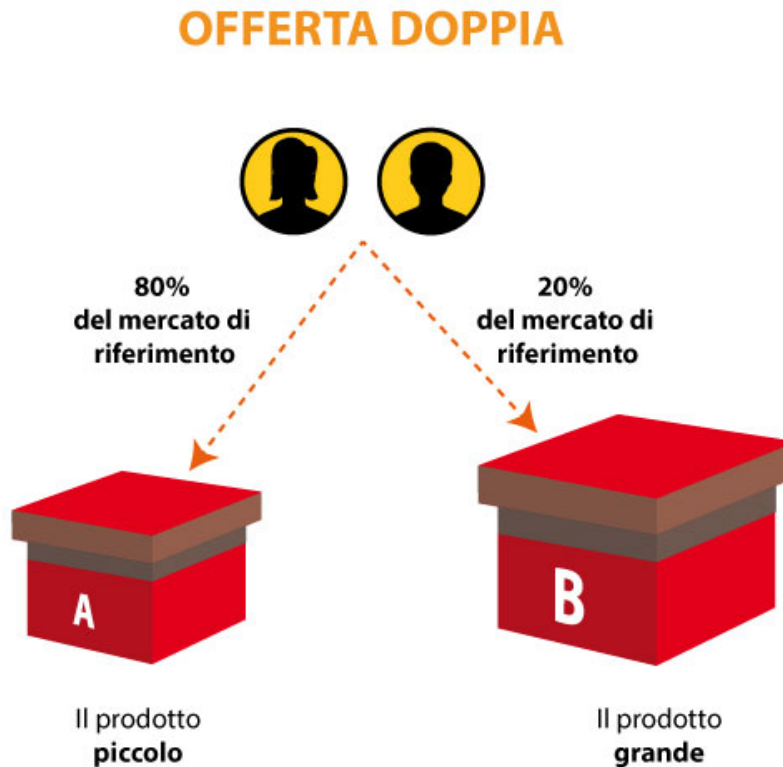 OFFERTA DOPPIA
80%
del mercato di
riferimento
20%
del mercato di
riferimento
A
B
Il prodotto
piccolo
Il prodotto
grande